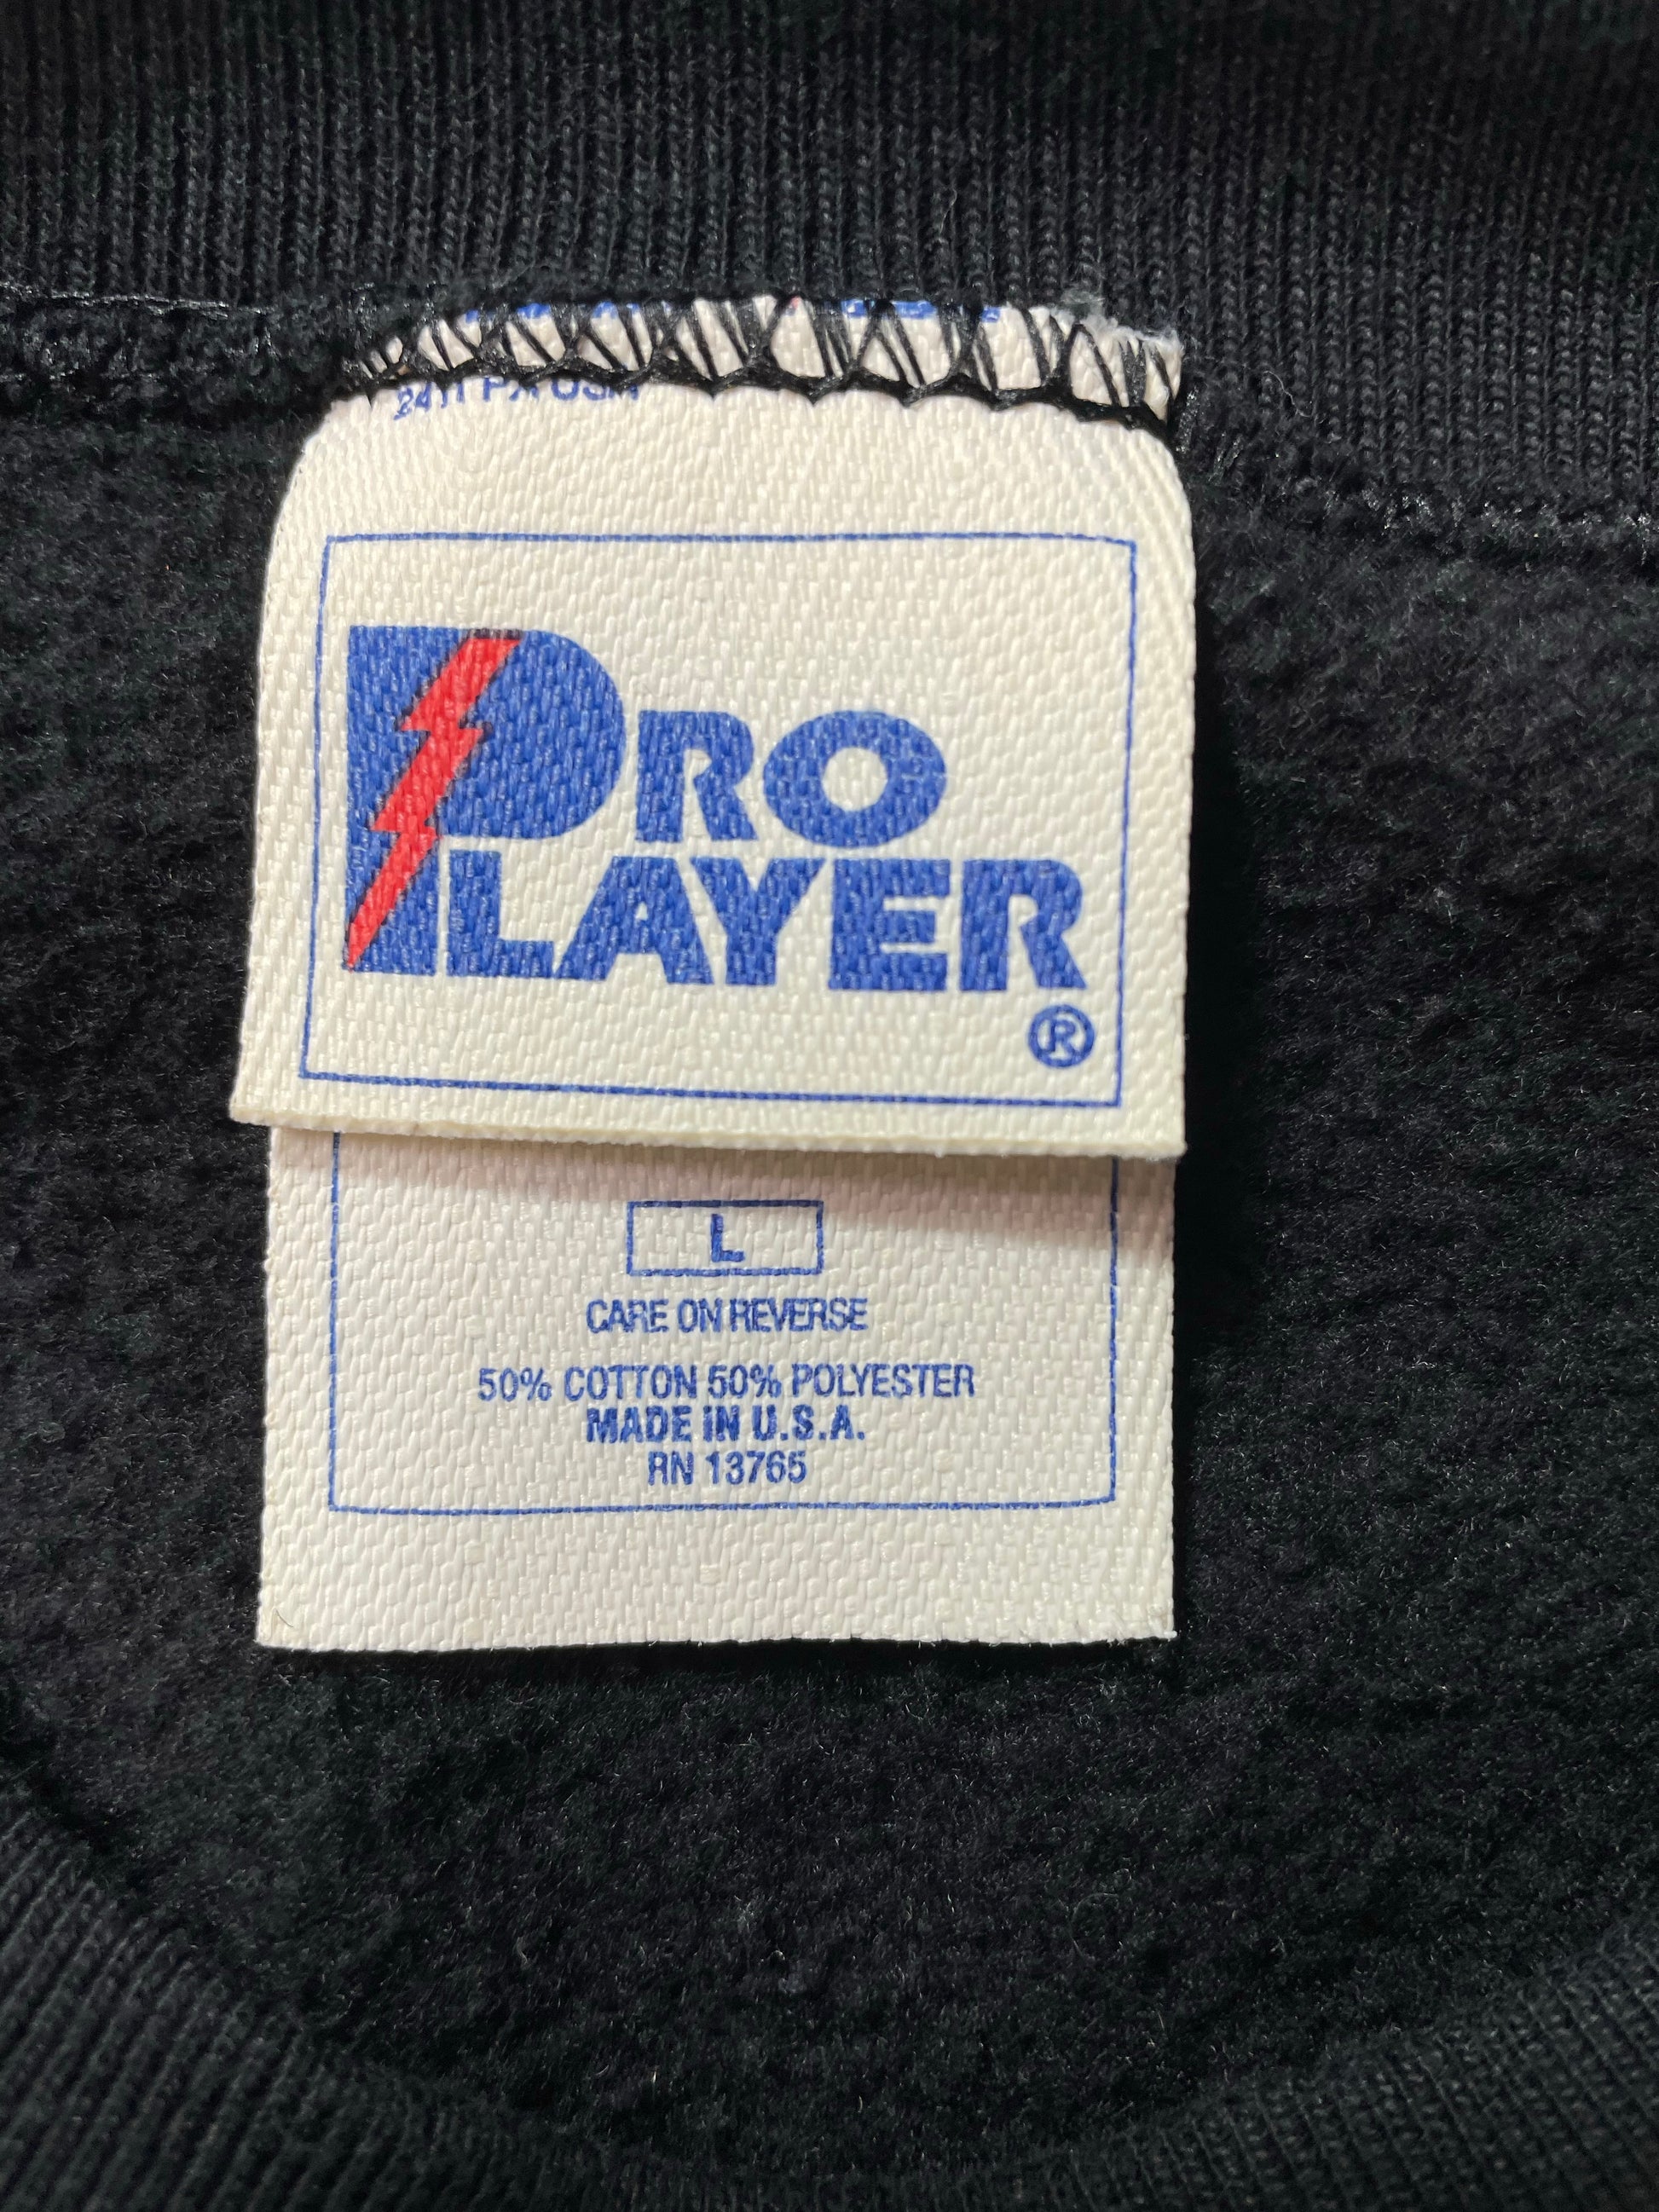 PRO
PLAYER
®
L
CARE ON REVERSE
50% COTTON 50% POLYESTER
MADE IN U.S.A.
RN 13765